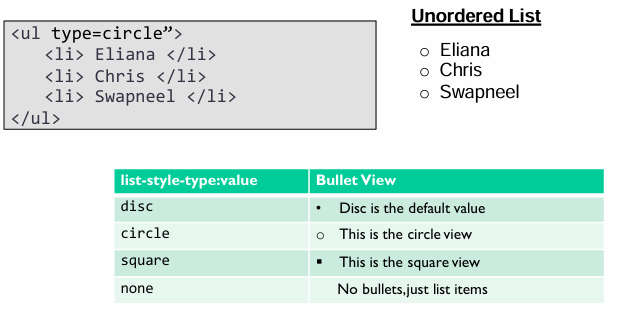 <ul type=circle”>
<li> Eliana </li>
<li> Chris </li>
<li> Swapneel </li>
</ul>
Unordered List
o Eliana
o Chris
o Swapneel
list-style-type:value Bullet View
disc • Disc is the default value
circle o This is the circle view
square ▪ This is the square view
none No bullets,just list items